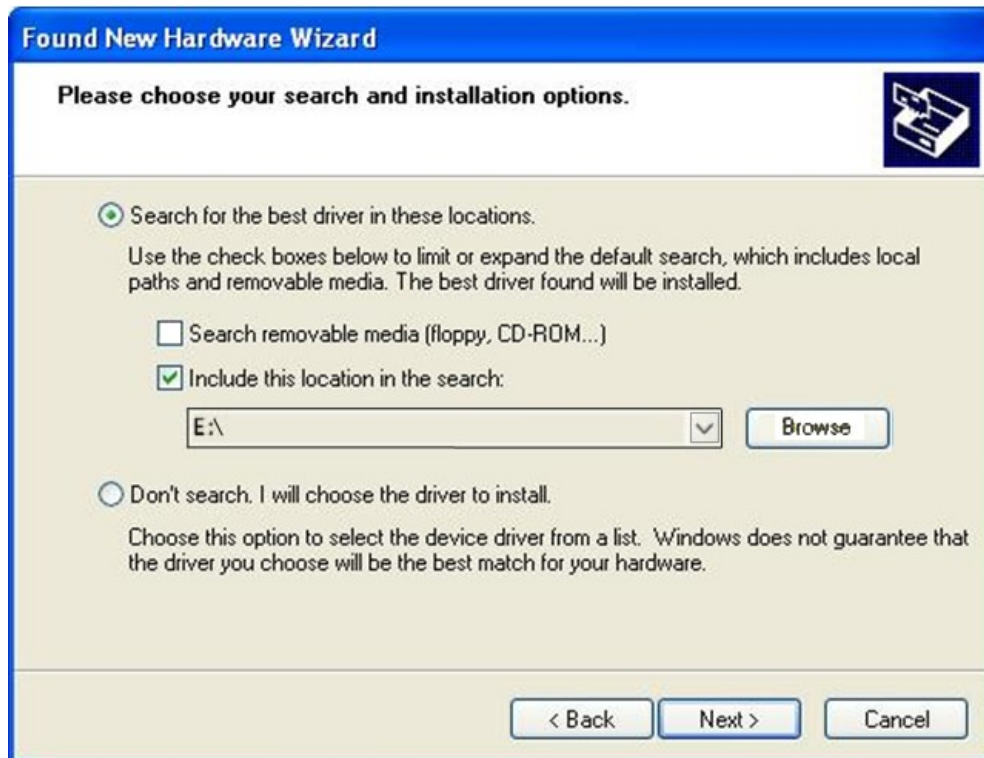 Found New Hardware Wizard
Please choose your search and installation options.
Search for the best driver in these locations.
Use the check boxes below to limit or expand the default search, which includes local
paths and removable media. The best driver found will be installed.
Search removable media (floppy, CD-ROM...)
Include this location in the search:
E:\
Browse
Don't search. I will choose the driver to install.
Choose this option to select the device driver from a list.  Windows does not guarantee that
the driver you choose will be the best match for your hardware.
< Back
Next >
Cancel